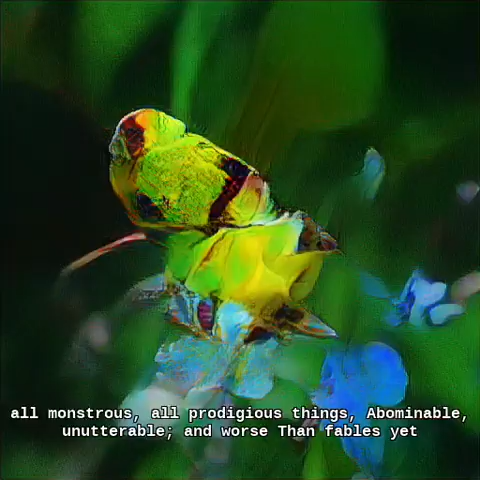 all monstrous, all prodigious things, Abominable,
unutterable; and worse Than fables yet